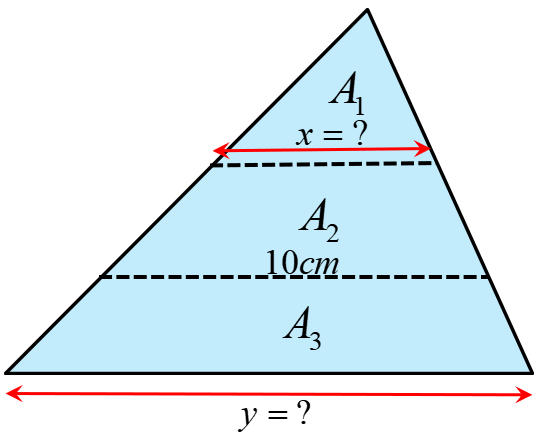 A₁
x = ?
A₂
10cm
A₃
y = ?